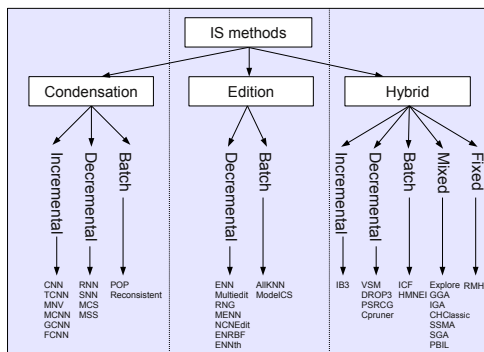 IS methods
Condensation
Edition
Hybrid
Incremental
Decremental
Batch
Decremental
Batch
Incremental
Decremental
Batch
Mixed
Fixed
CNN
TCNN
MNV
MCNN
GCNN
FCNN
RNN
SNN
MCS
MSS
POP
Reconsistent
ENN
Multiedit
RNG
MENN
NCNEdit
ENRBF
ENNth
AllKNN
ModelCS
IB3
VSM
DROP3
PSRCG
Cpruner
ICF
HMNEI
Explore
GGA
IGA
CHClassic
SSMA
SGA
PBIL
RMH